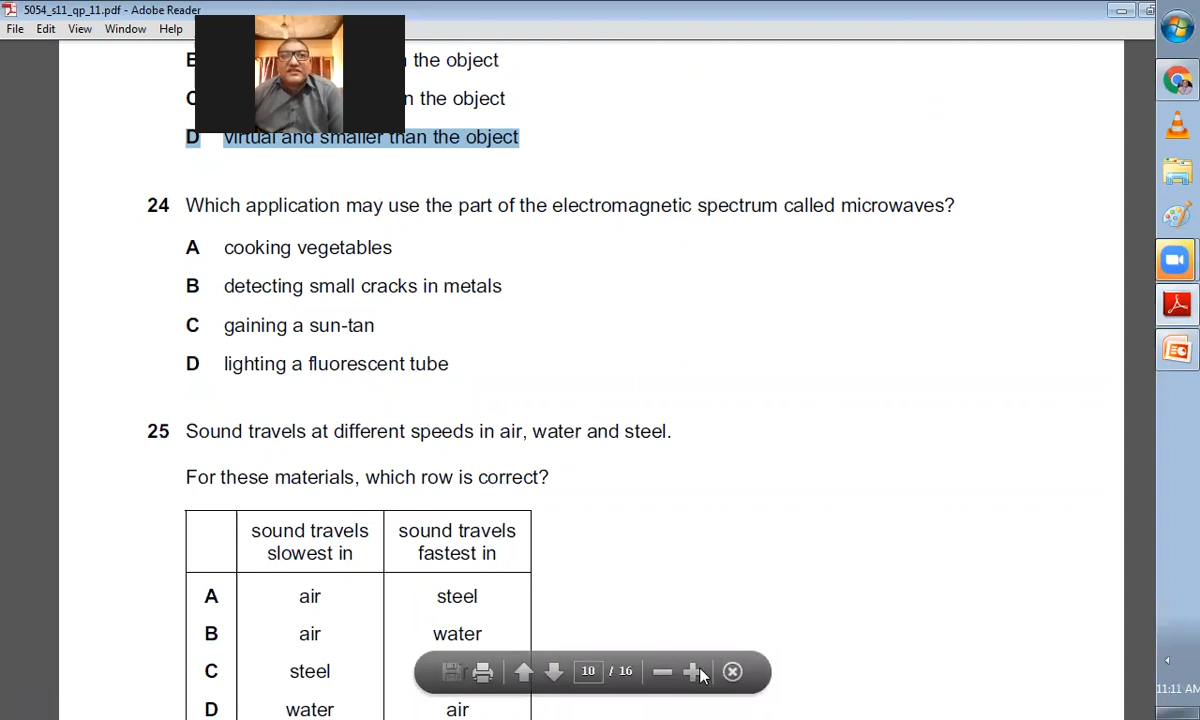 5054_s11_qp_11.pdf - Adobe Reader
File Edit View Window Help
the object
the object
D virtual and smaller than the object
24 Which application may use the part of the electromagnetic spectrum called microwaves?
A cooking vegetables
B detecting small cracks in metals
C gaining a sun-tan
D lighting a fluorescent tube
25 Sound travels at different speeds in air, water and steel.
For these materials, which row is correct?
sound travels slowest in
sound travels fastest in
A air steel
B air water
C steel
D water air
10 / 16
11:11 AM